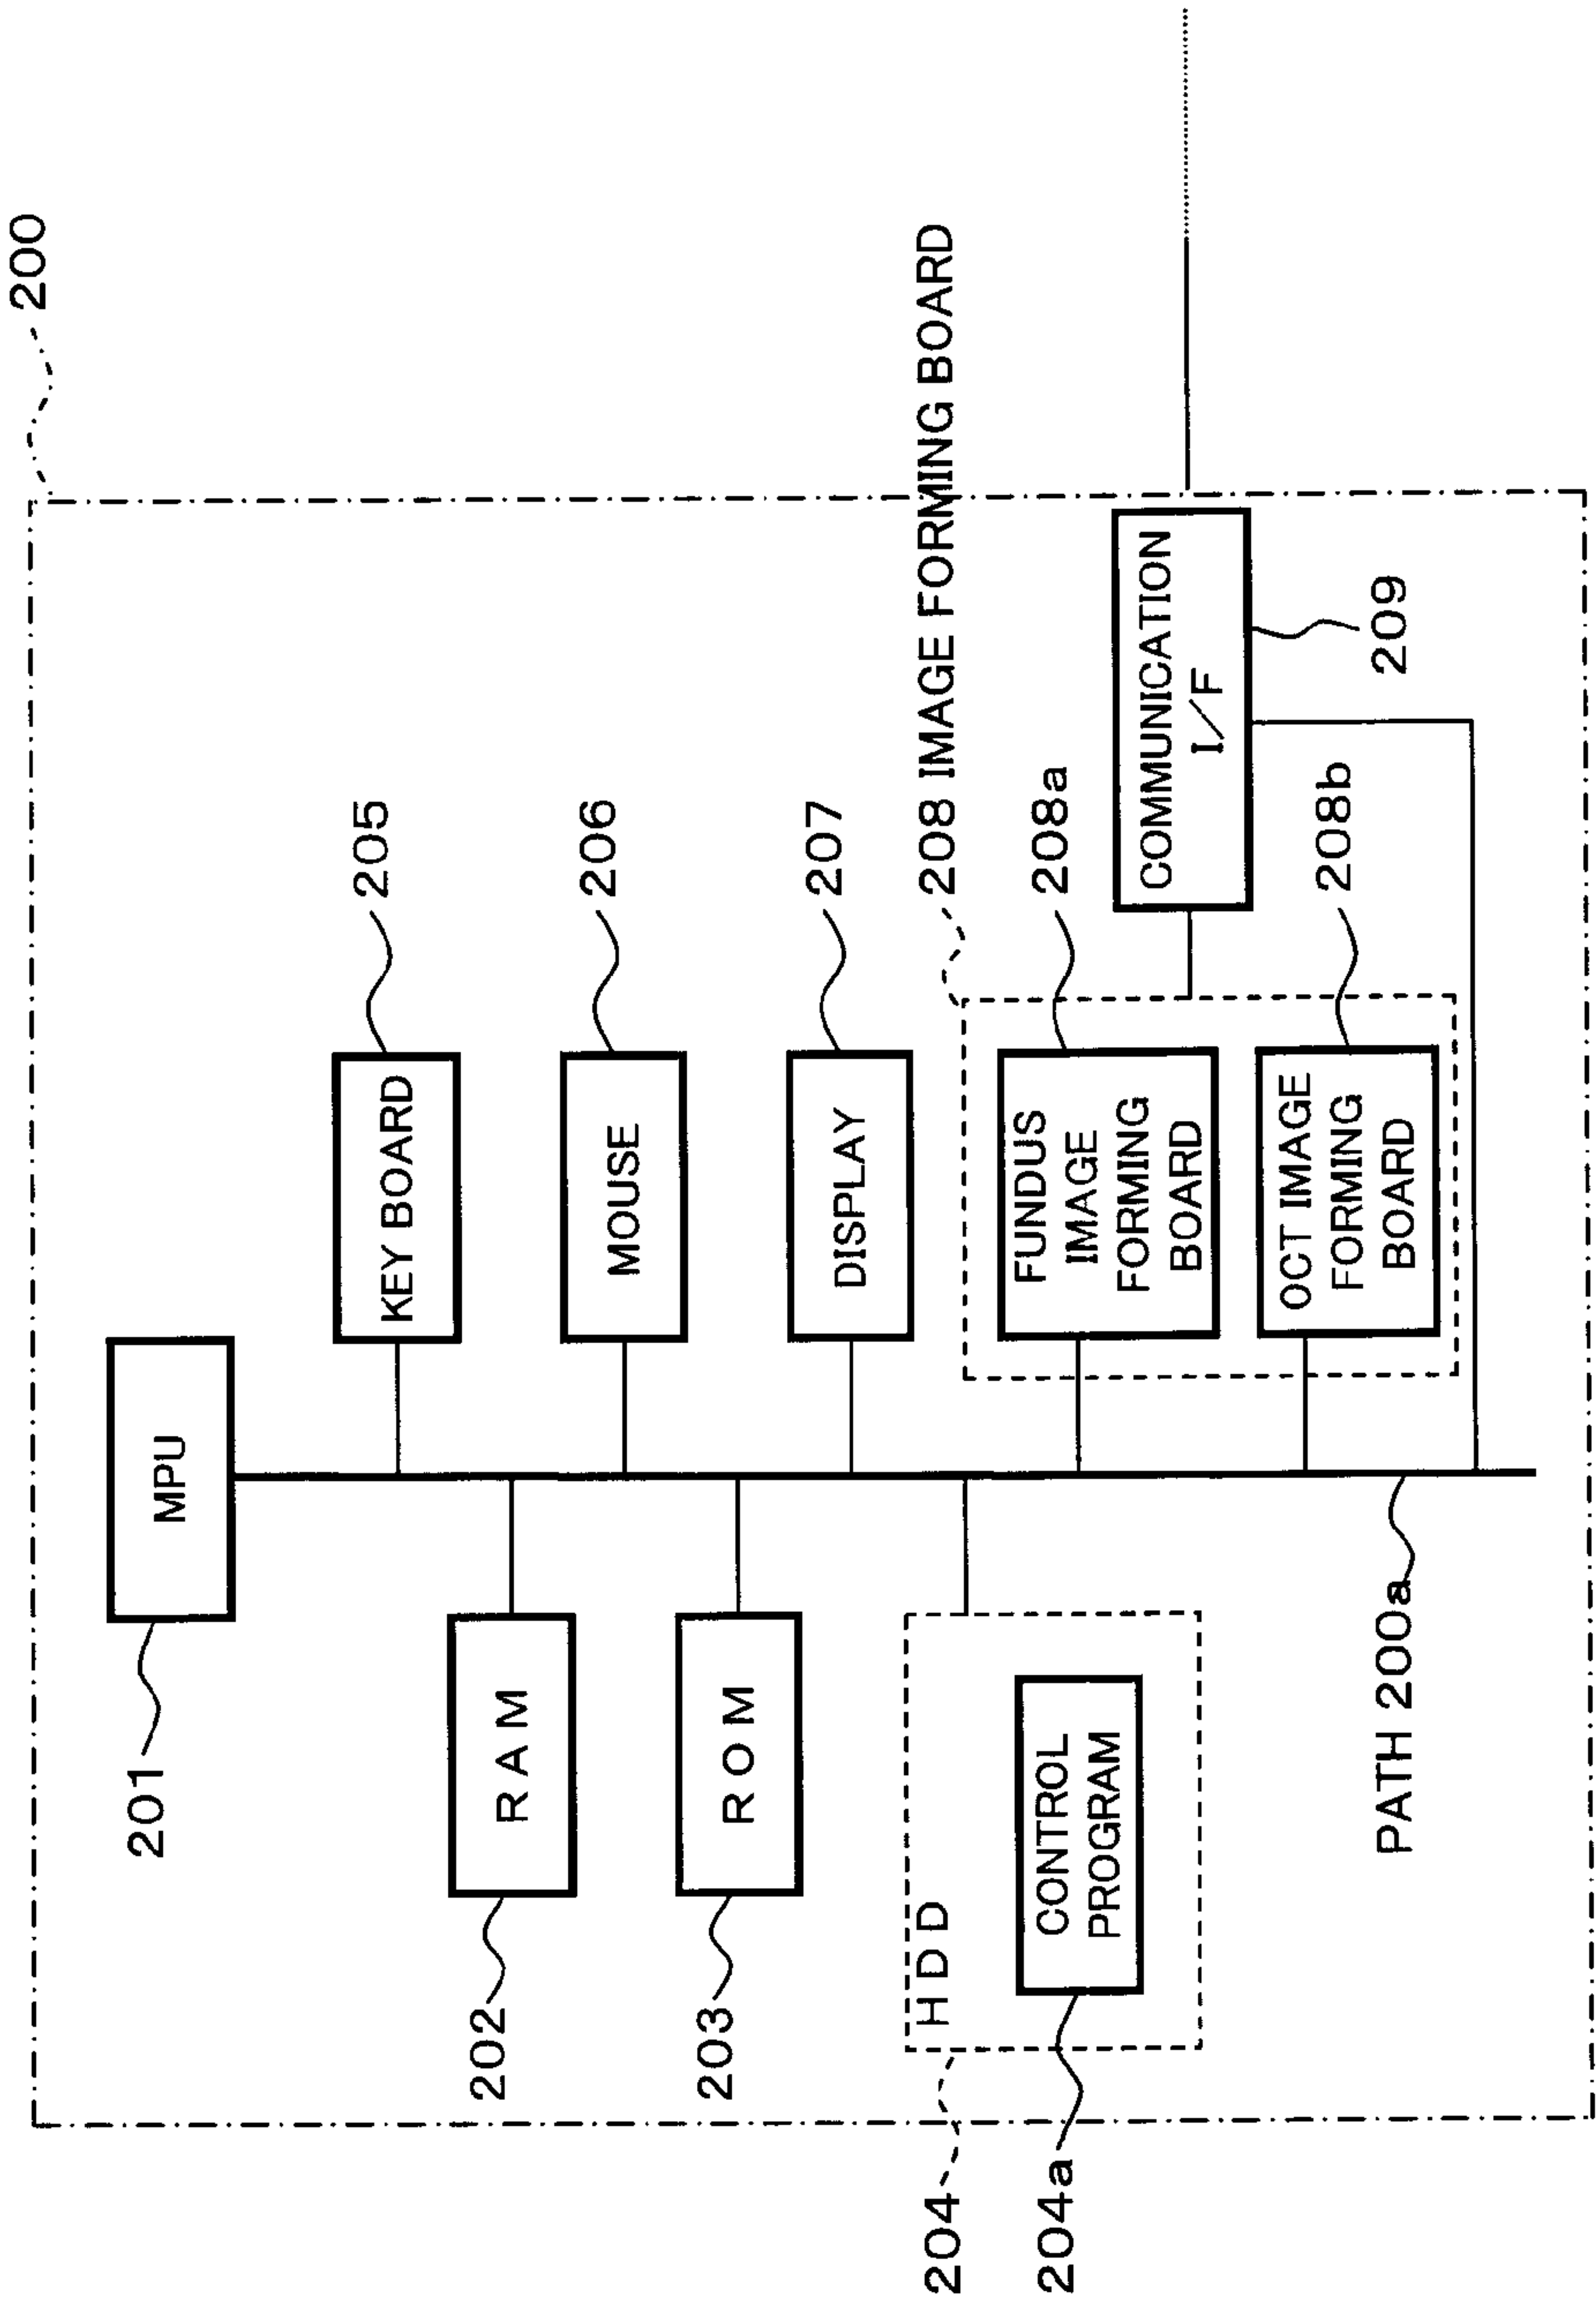 200
MPU
201
KEY BOARD
205
RAM
202
MOUSE
206
ROM
203
DISPLAY
207
HDD
204
CONTROL
PROGRAM
204a
208 IMAGE FORMING BOARD
FUNDUS
IMAGE
FORMING
BOARD
208a
OCT IMAGE
FORMING
BOARD
208b
COMMUNICATION
I/F
209
PATH 200a